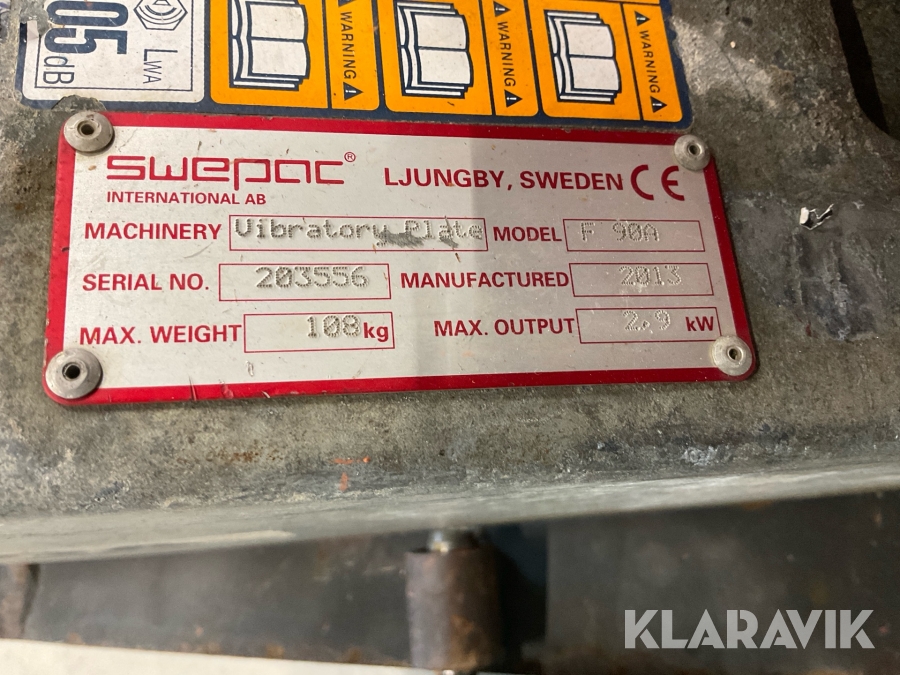 05 dB
LWA
WARNING
WARNING
WARNING
swepac®
INTERNATIONAL AB
LJUNGBY, SWEDEN CE
MACHINERY Vibratory Plate MODEL F 90A
SERIAL NO. 203556 MANUFACTURED 2013
MAX. WEIGHT 108 kg MAX. OUTPUT 2.9 kW
KLARAVIK